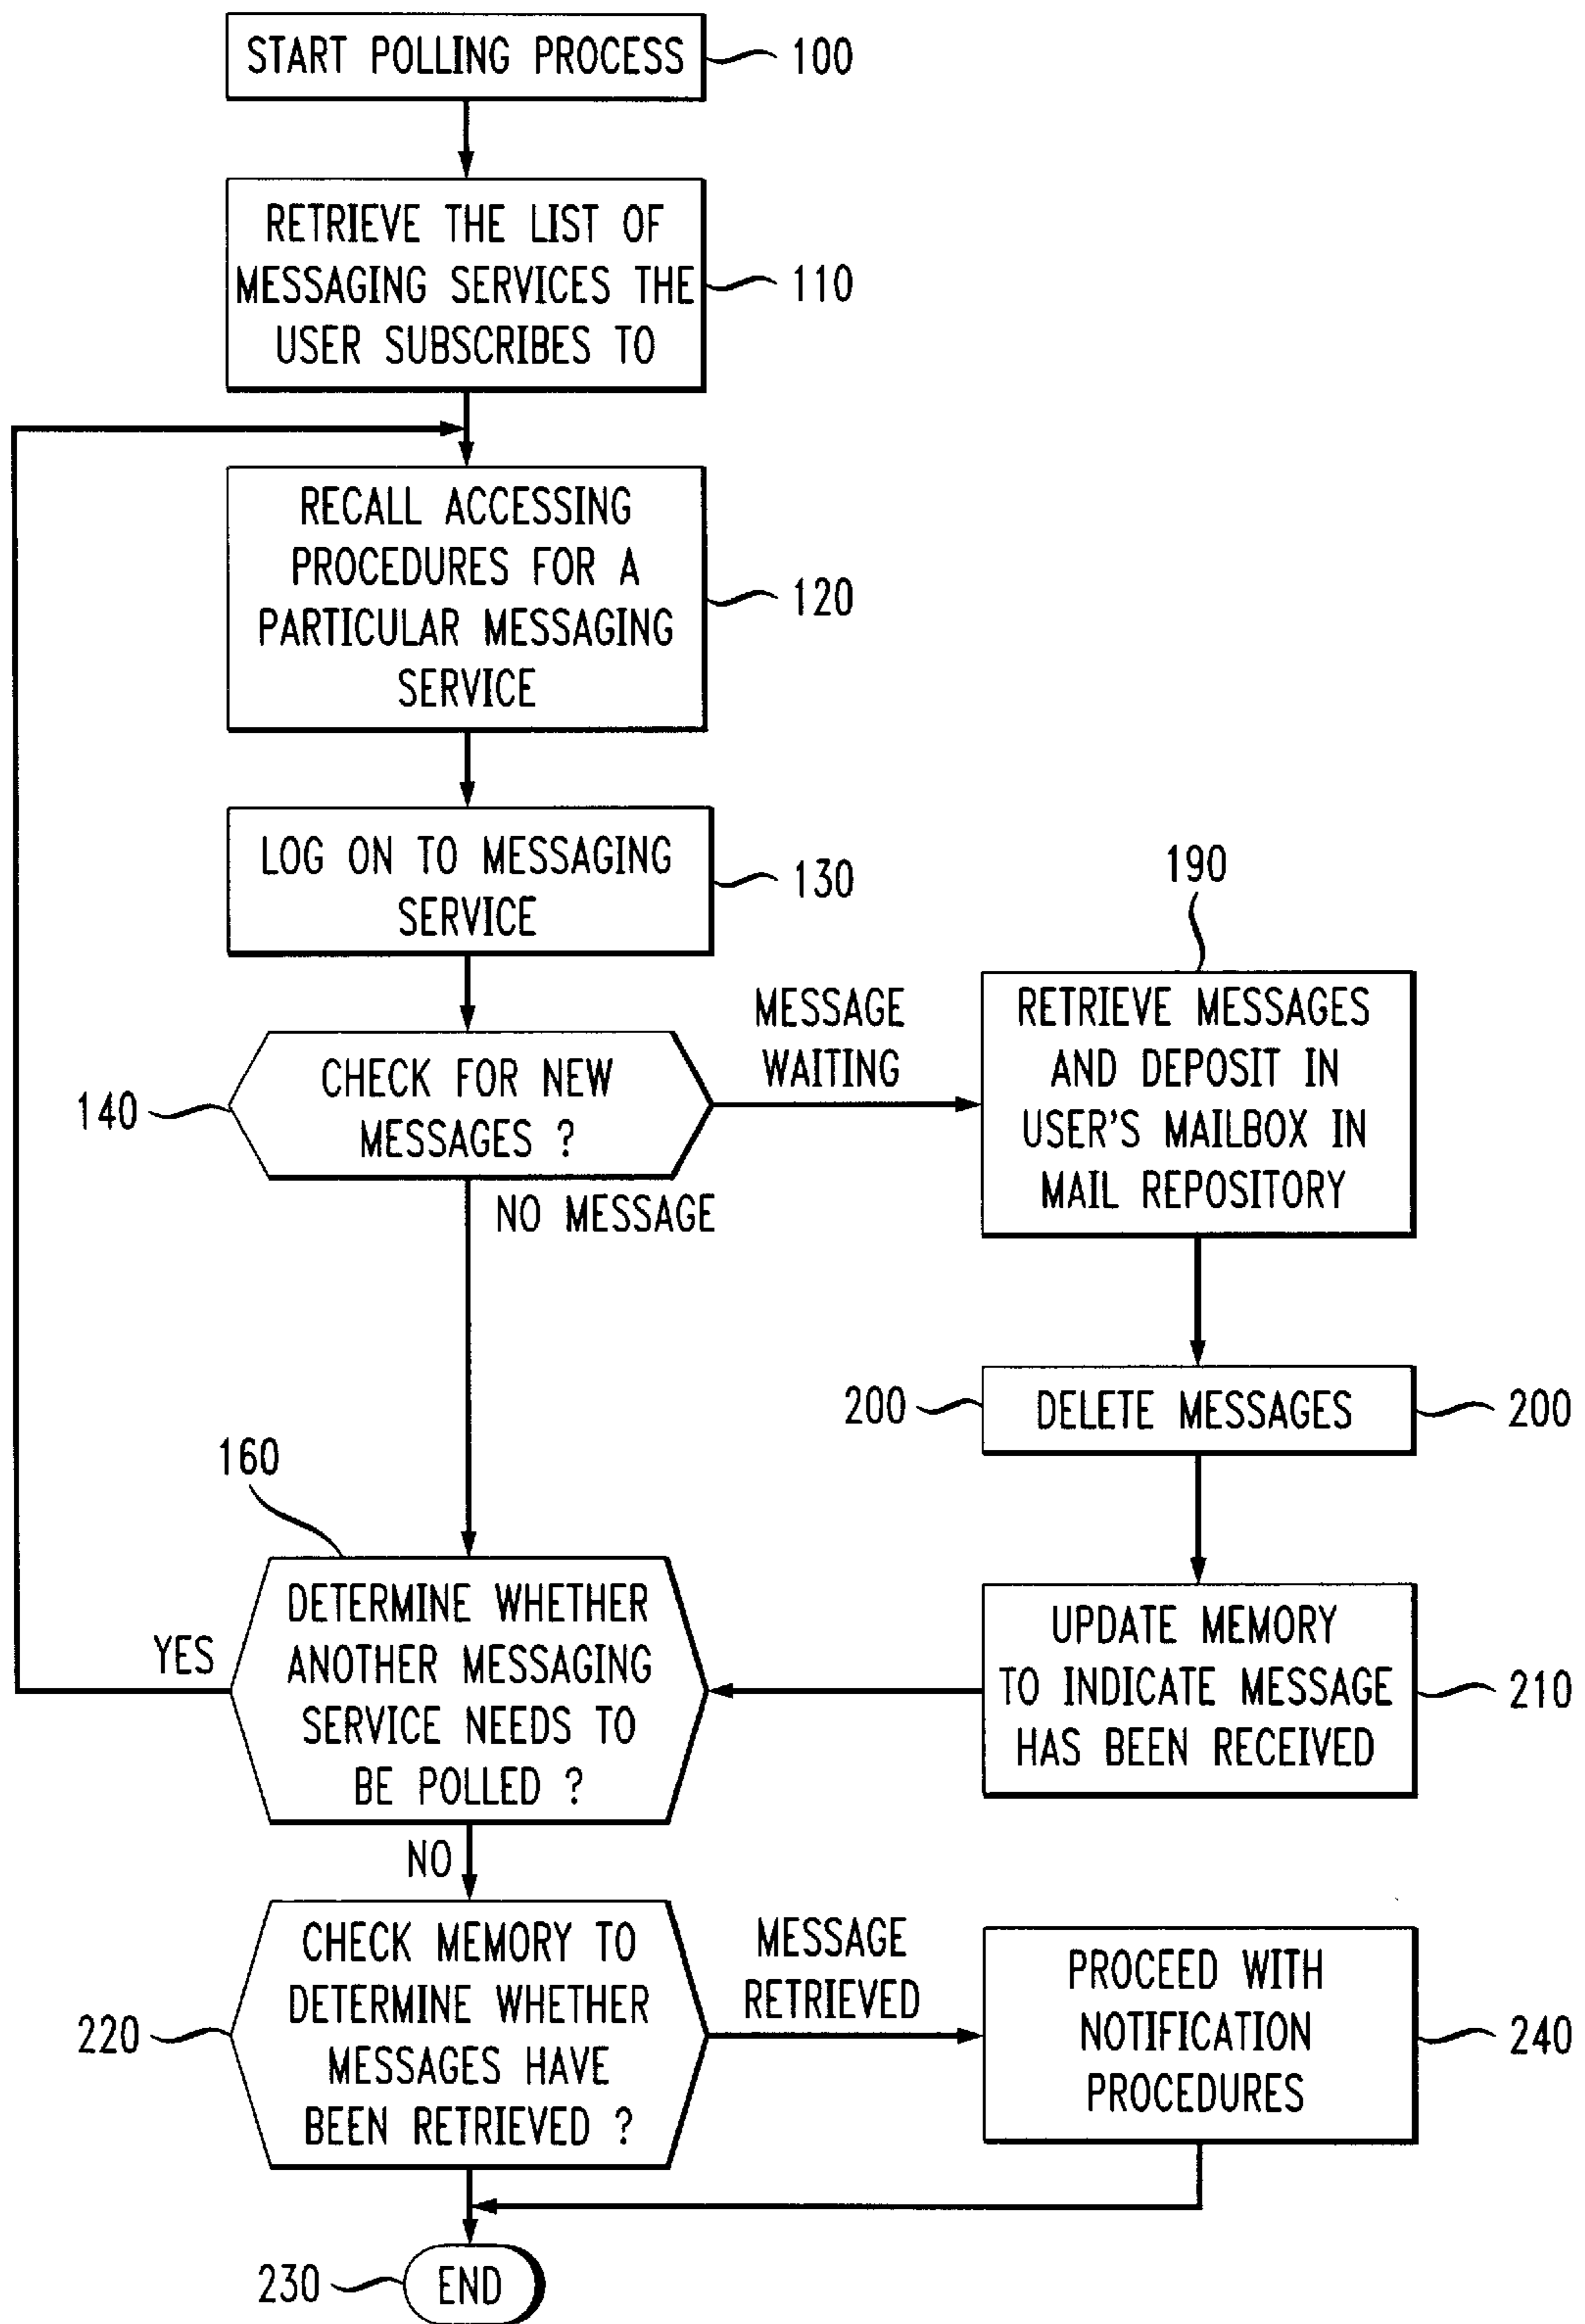 START POLLING PROCESS
100
RETRIEVE THE LIST OF
MESSAGING SERVICES THE
USER SUBSCRIBES TO
110
RECALL ACCESSING
PROCEDURES FOR A
PARTICULAR MESSAGING
SERVICE
120
LOG ON TO MESSAGING
SERVICE
130
CHECK FOR NEW
MESSAGES ?
140
MESSAGE
WAITING
NO MESSAGE
190
RETRIEVE MESSAGES
AND DEPOSIT IN
USER'S MAILBOX IN
MAIL REPOSITORY
200
DELETE MESSAGES
200
160
DETERMINE WHETHER
ANOTHER MESSAGING
SERVICE NEEDS TO
BE POLLED ?
YES
NO
UPDATE MEMORY
TO INDICATE MESSAGE
HAS BEEN RECEIVED
210
CHECK MEMORY TO
DETERMINE WHETHER
MESSAGES HAVE
BEEN RETRIEVED ?
220
MESSAGE
RETRIEVED
PROCEED WITH
NOTIFICATION
PROCEDURES
240
230
END